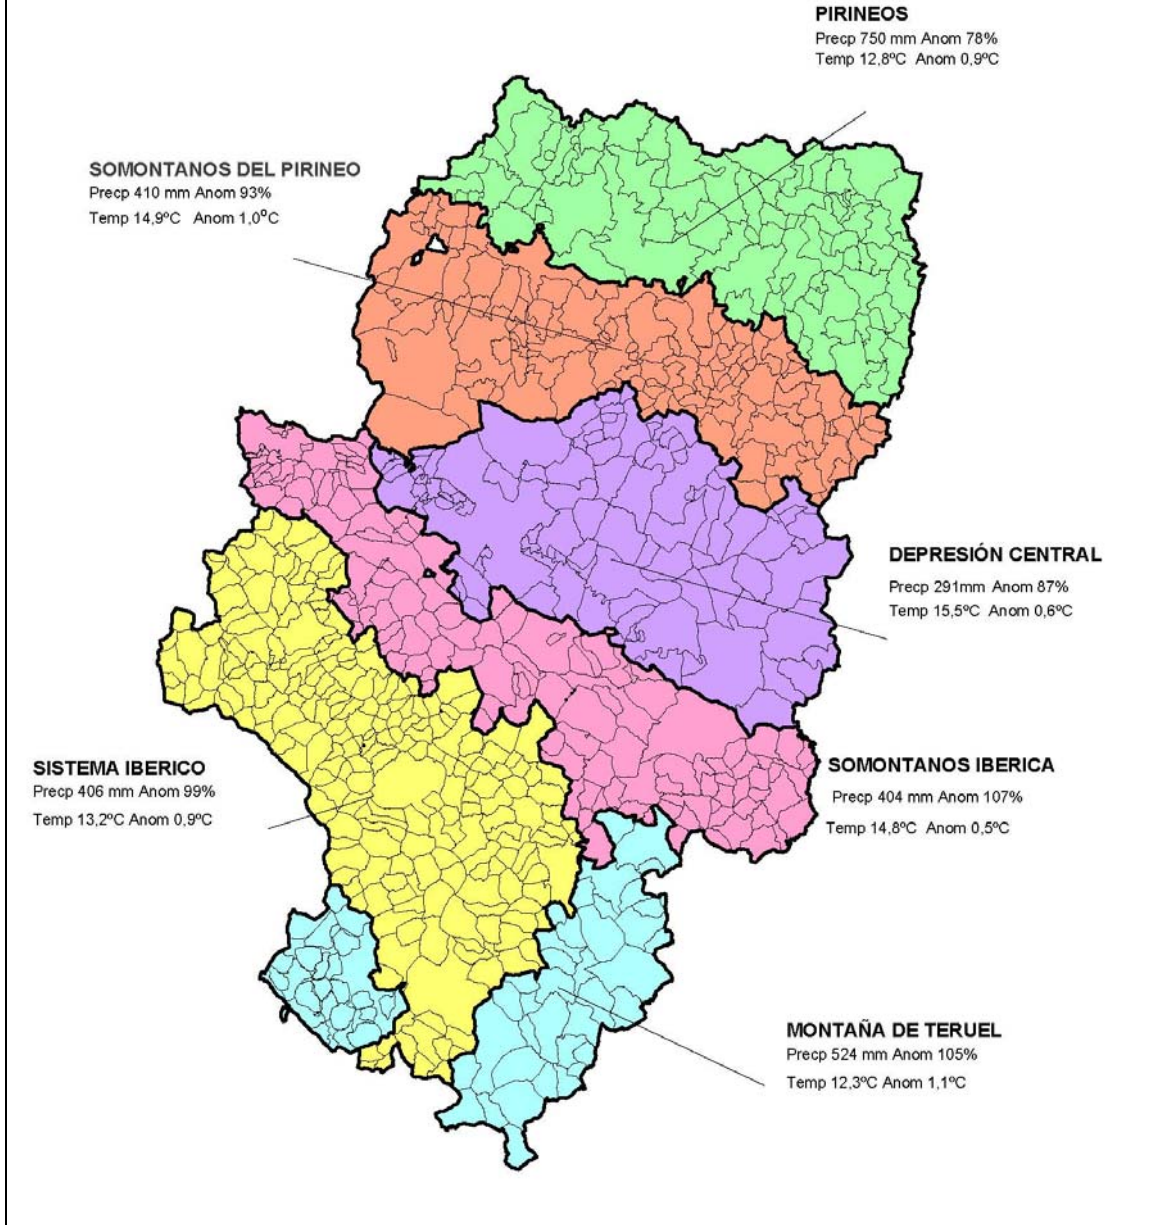 PIRINEOS
Precp 750 mm Anom 78%
Temp 12,8ºC Anom 0,9ºC
SOMONTANOS DEL PIRINEO
Precp 410 mm Anom 93%
Temp 14,9ºC Anom 1,0ºC
DEPRESIÓN CENTRAL
Precp 291mm Anom 87%
Temp 15,5ºC Anom 0,6ºC
SISTEMA IBERICO
Precp 406 mm Anom 99%
Temp 13,2ºC Anom 0,9ºC
SOMONTANOS IBERICA
Precp 404 mm Anom 107%
Temp 14,8ºC Anom 0,5ºC
MONTAÑA DE TERUEL
Precp 524 mm Anom 105%
Temp 12,3ºC Anom 1,1ºC